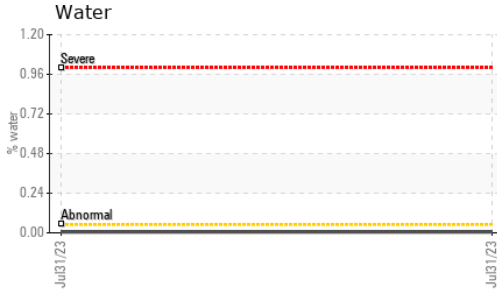 Water
1.20
Severe
0.96
0.72
% water
0.48
0.24
Abnormal
0.00
Jul31/23
Jul31/23